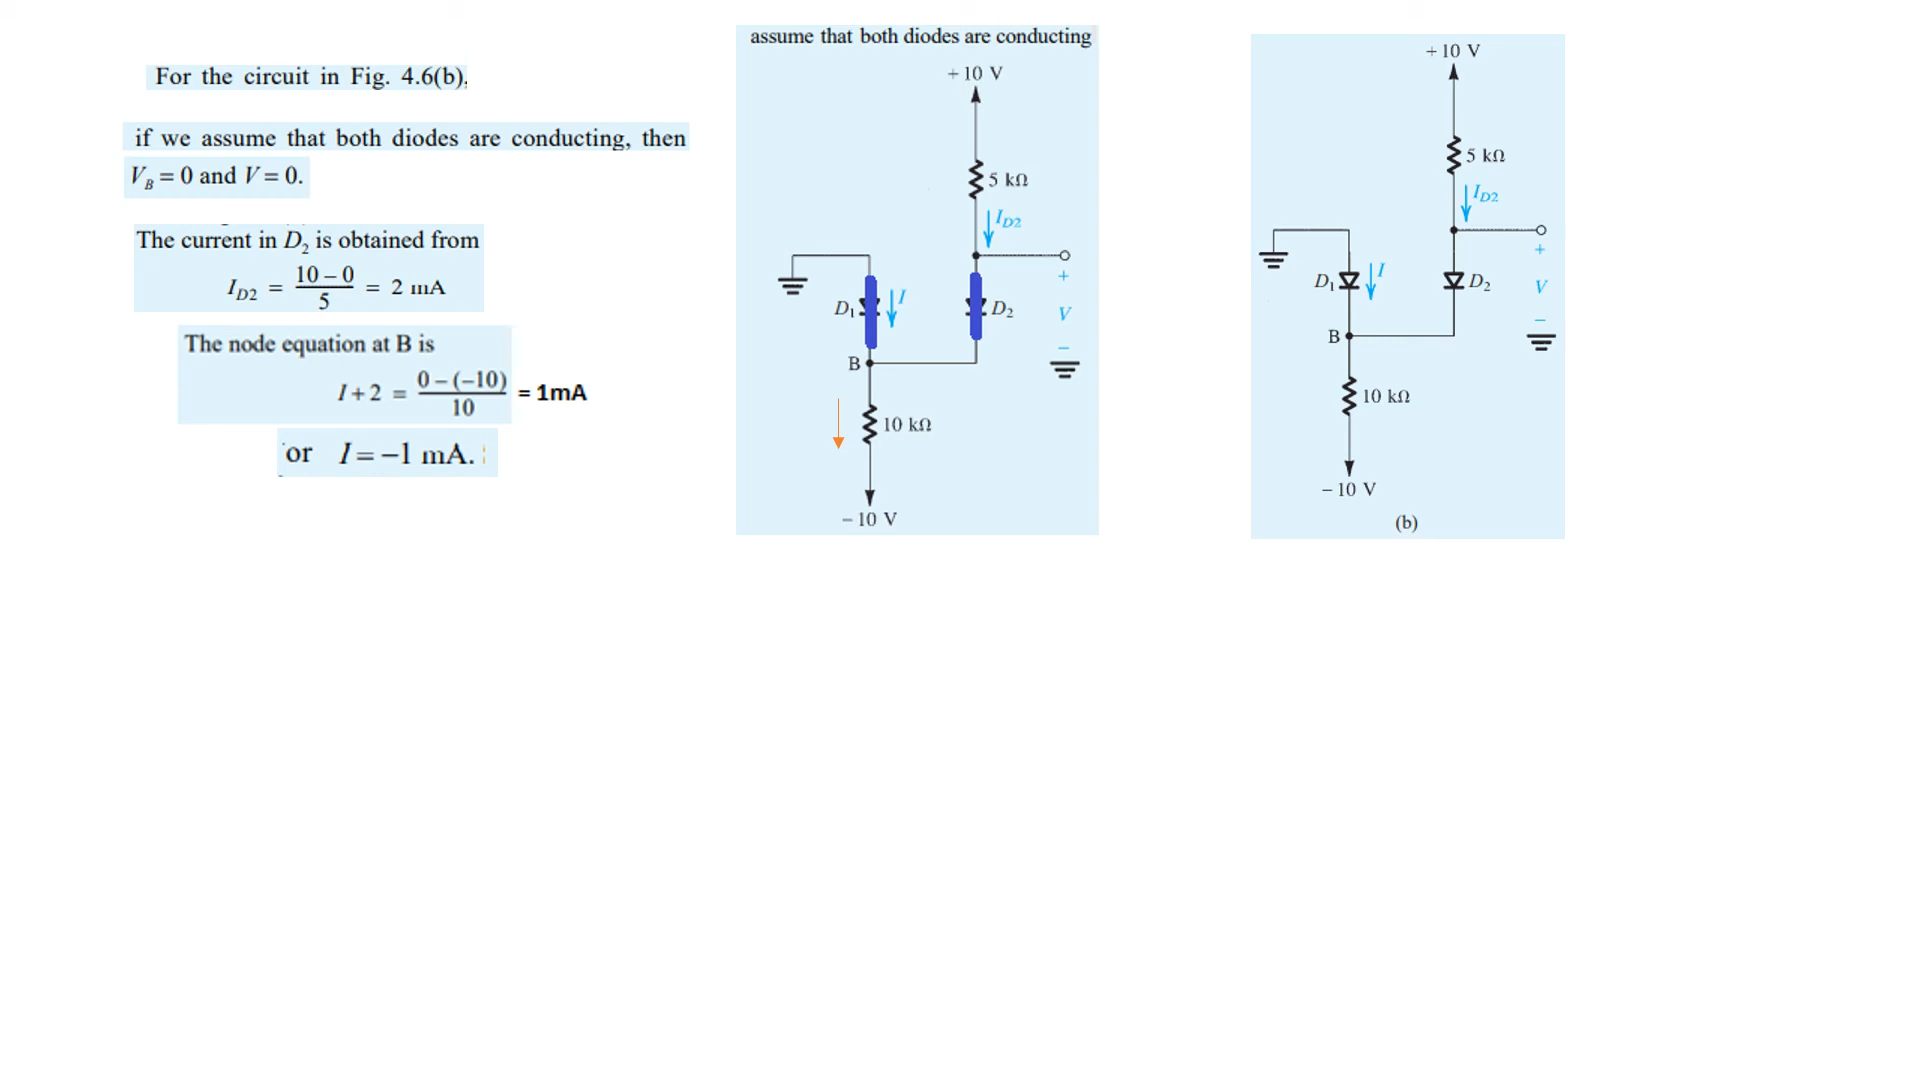 For the circuit in Fig. 4.6(b),
if we assume that both diodes are conducting, then
V_B = 0 and V = 0.
The current in D₂ is obtained from
I_D2 = (10 – 0)/5 = 2 mA
The node equation at B is
I + 2 = (0 – (–10))/10 = 1mA
or I = –1 mA.
assume that both diodes are conducting
+ 10 V
5 kΩ
I_D2
D₁
I
D₂
+
V
–
B
10 kΩ
– 10 V
+ 10 V
5 kΩ
I_D2
D₁
I
D₂
+
V
–
B
10 kΩ
– 10 V
(b)